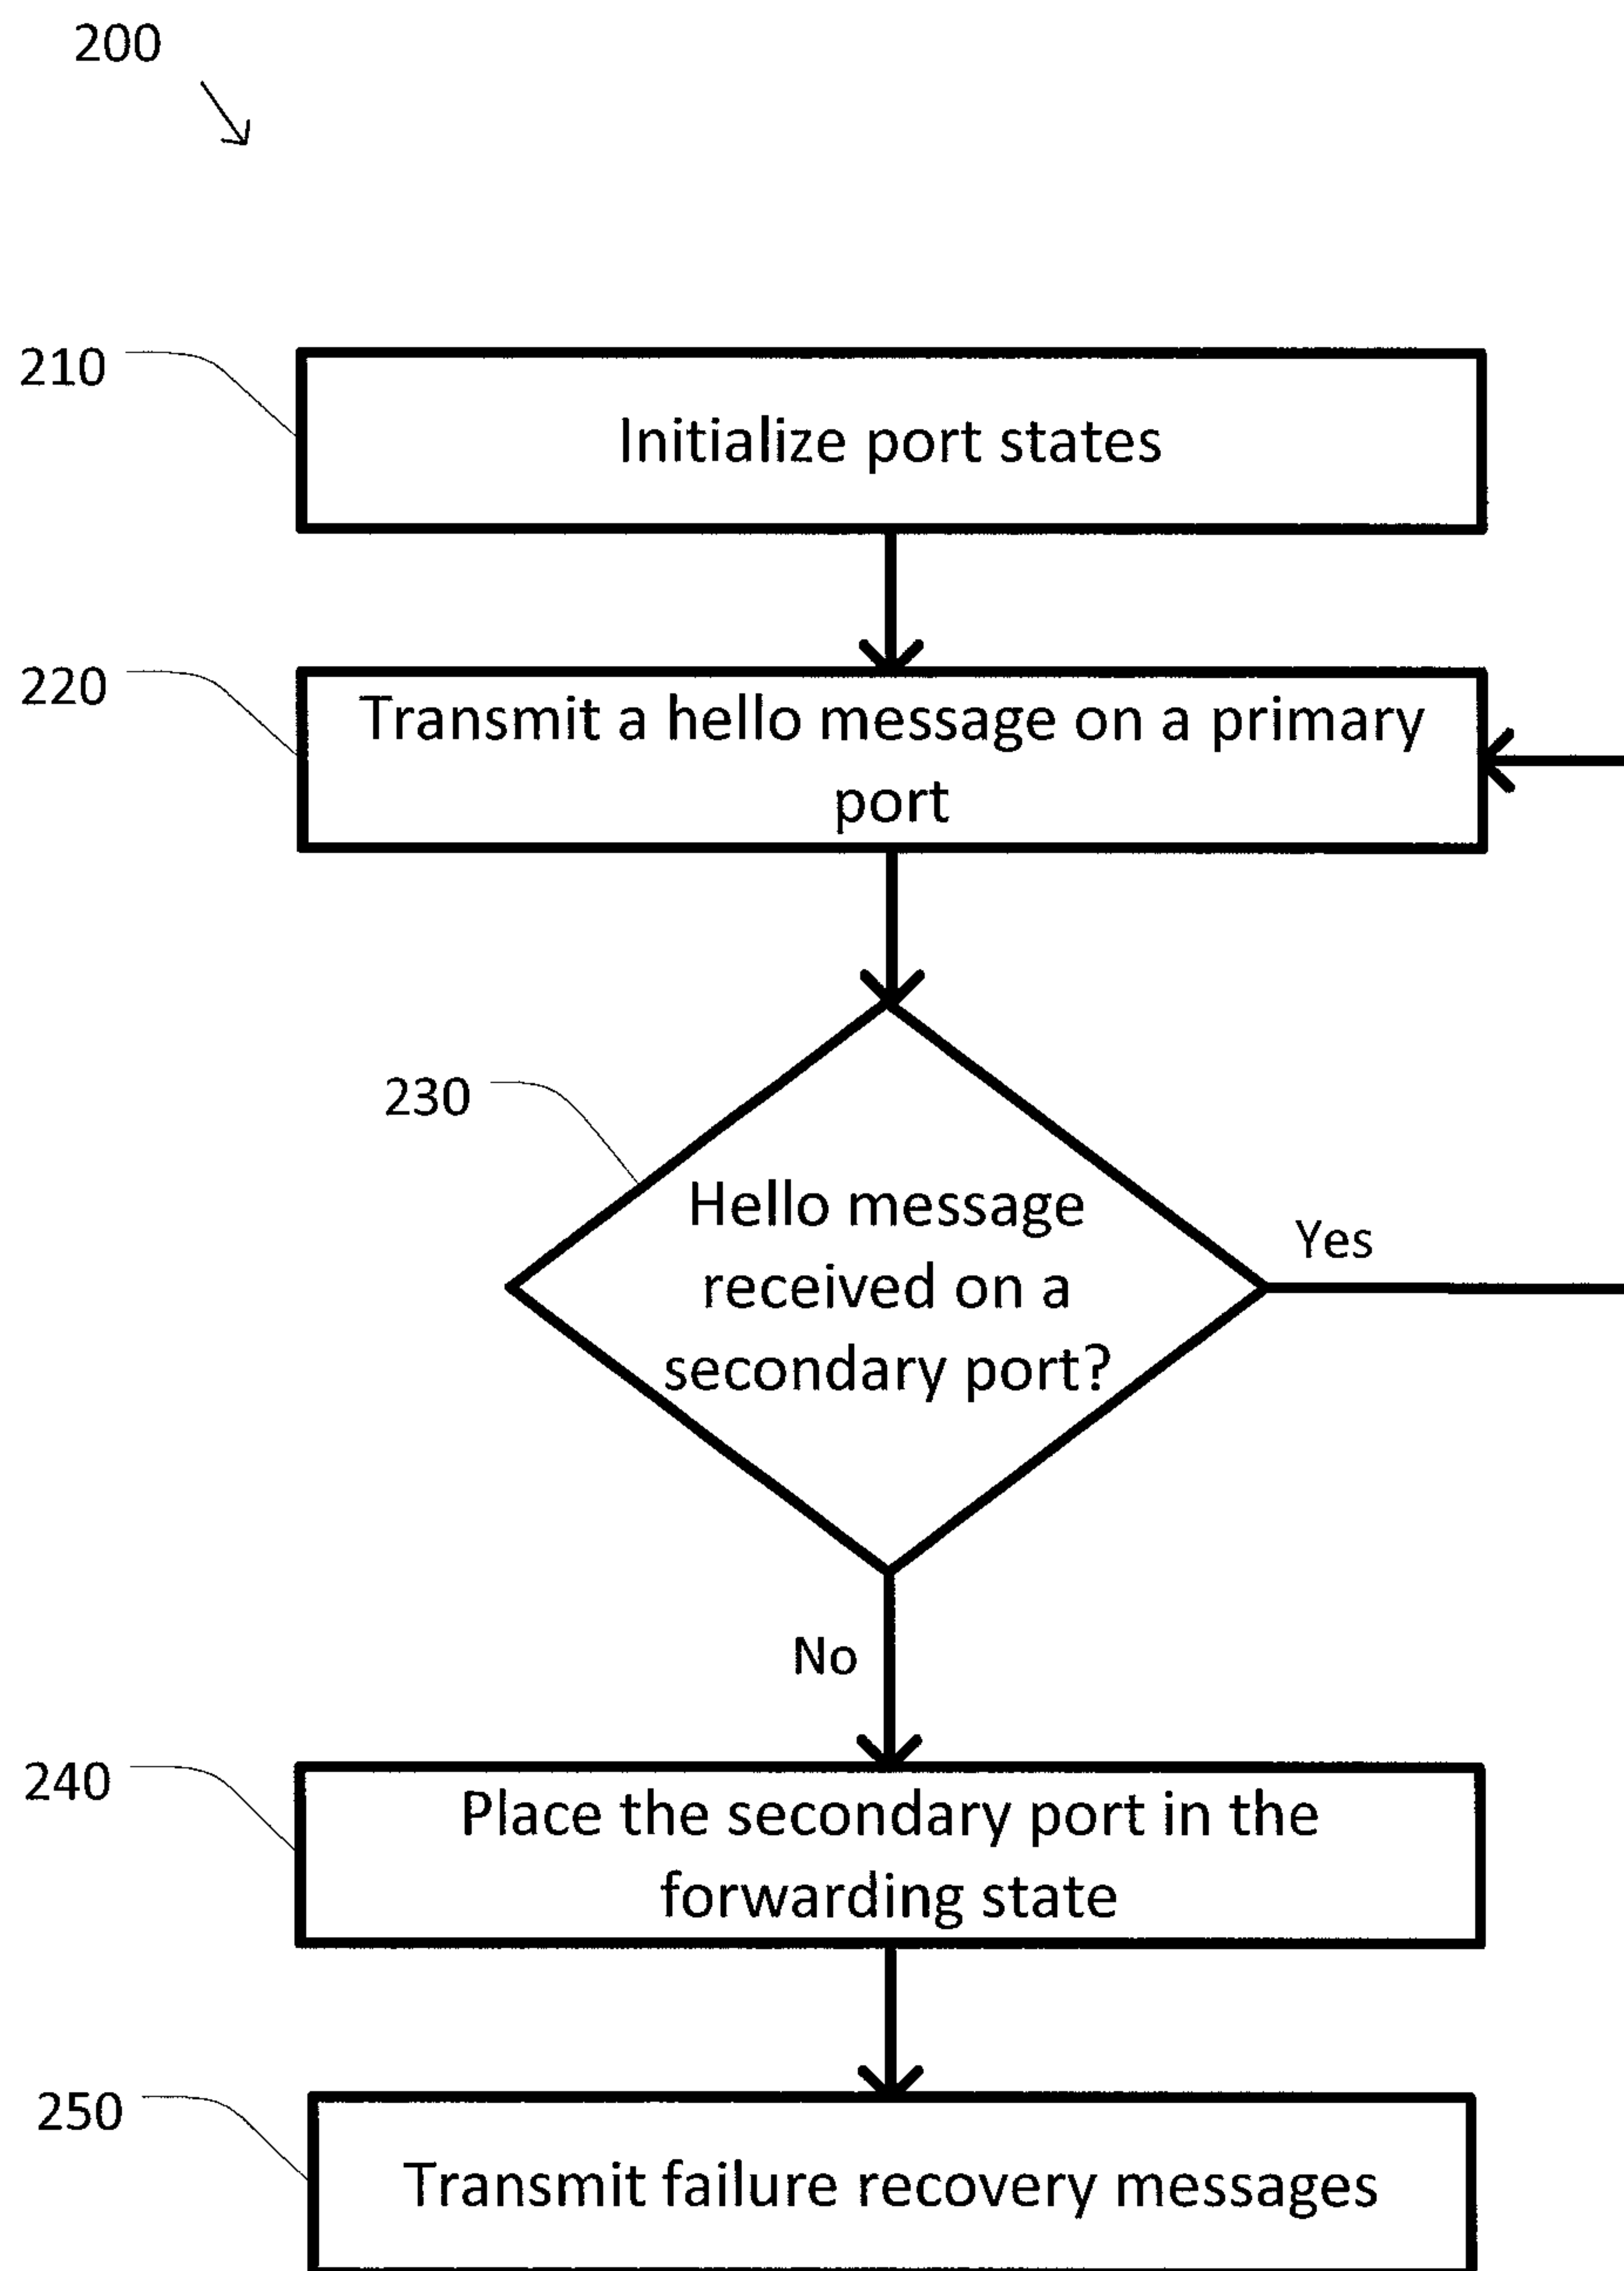 200
210
Initialize port states
220
Transmit a hello message on a primary
port
230
Hello message
received on a
secondary port?
Yes
No
240
Place the secondary port in the
forwarding state
250
Transmit failure recovery messages